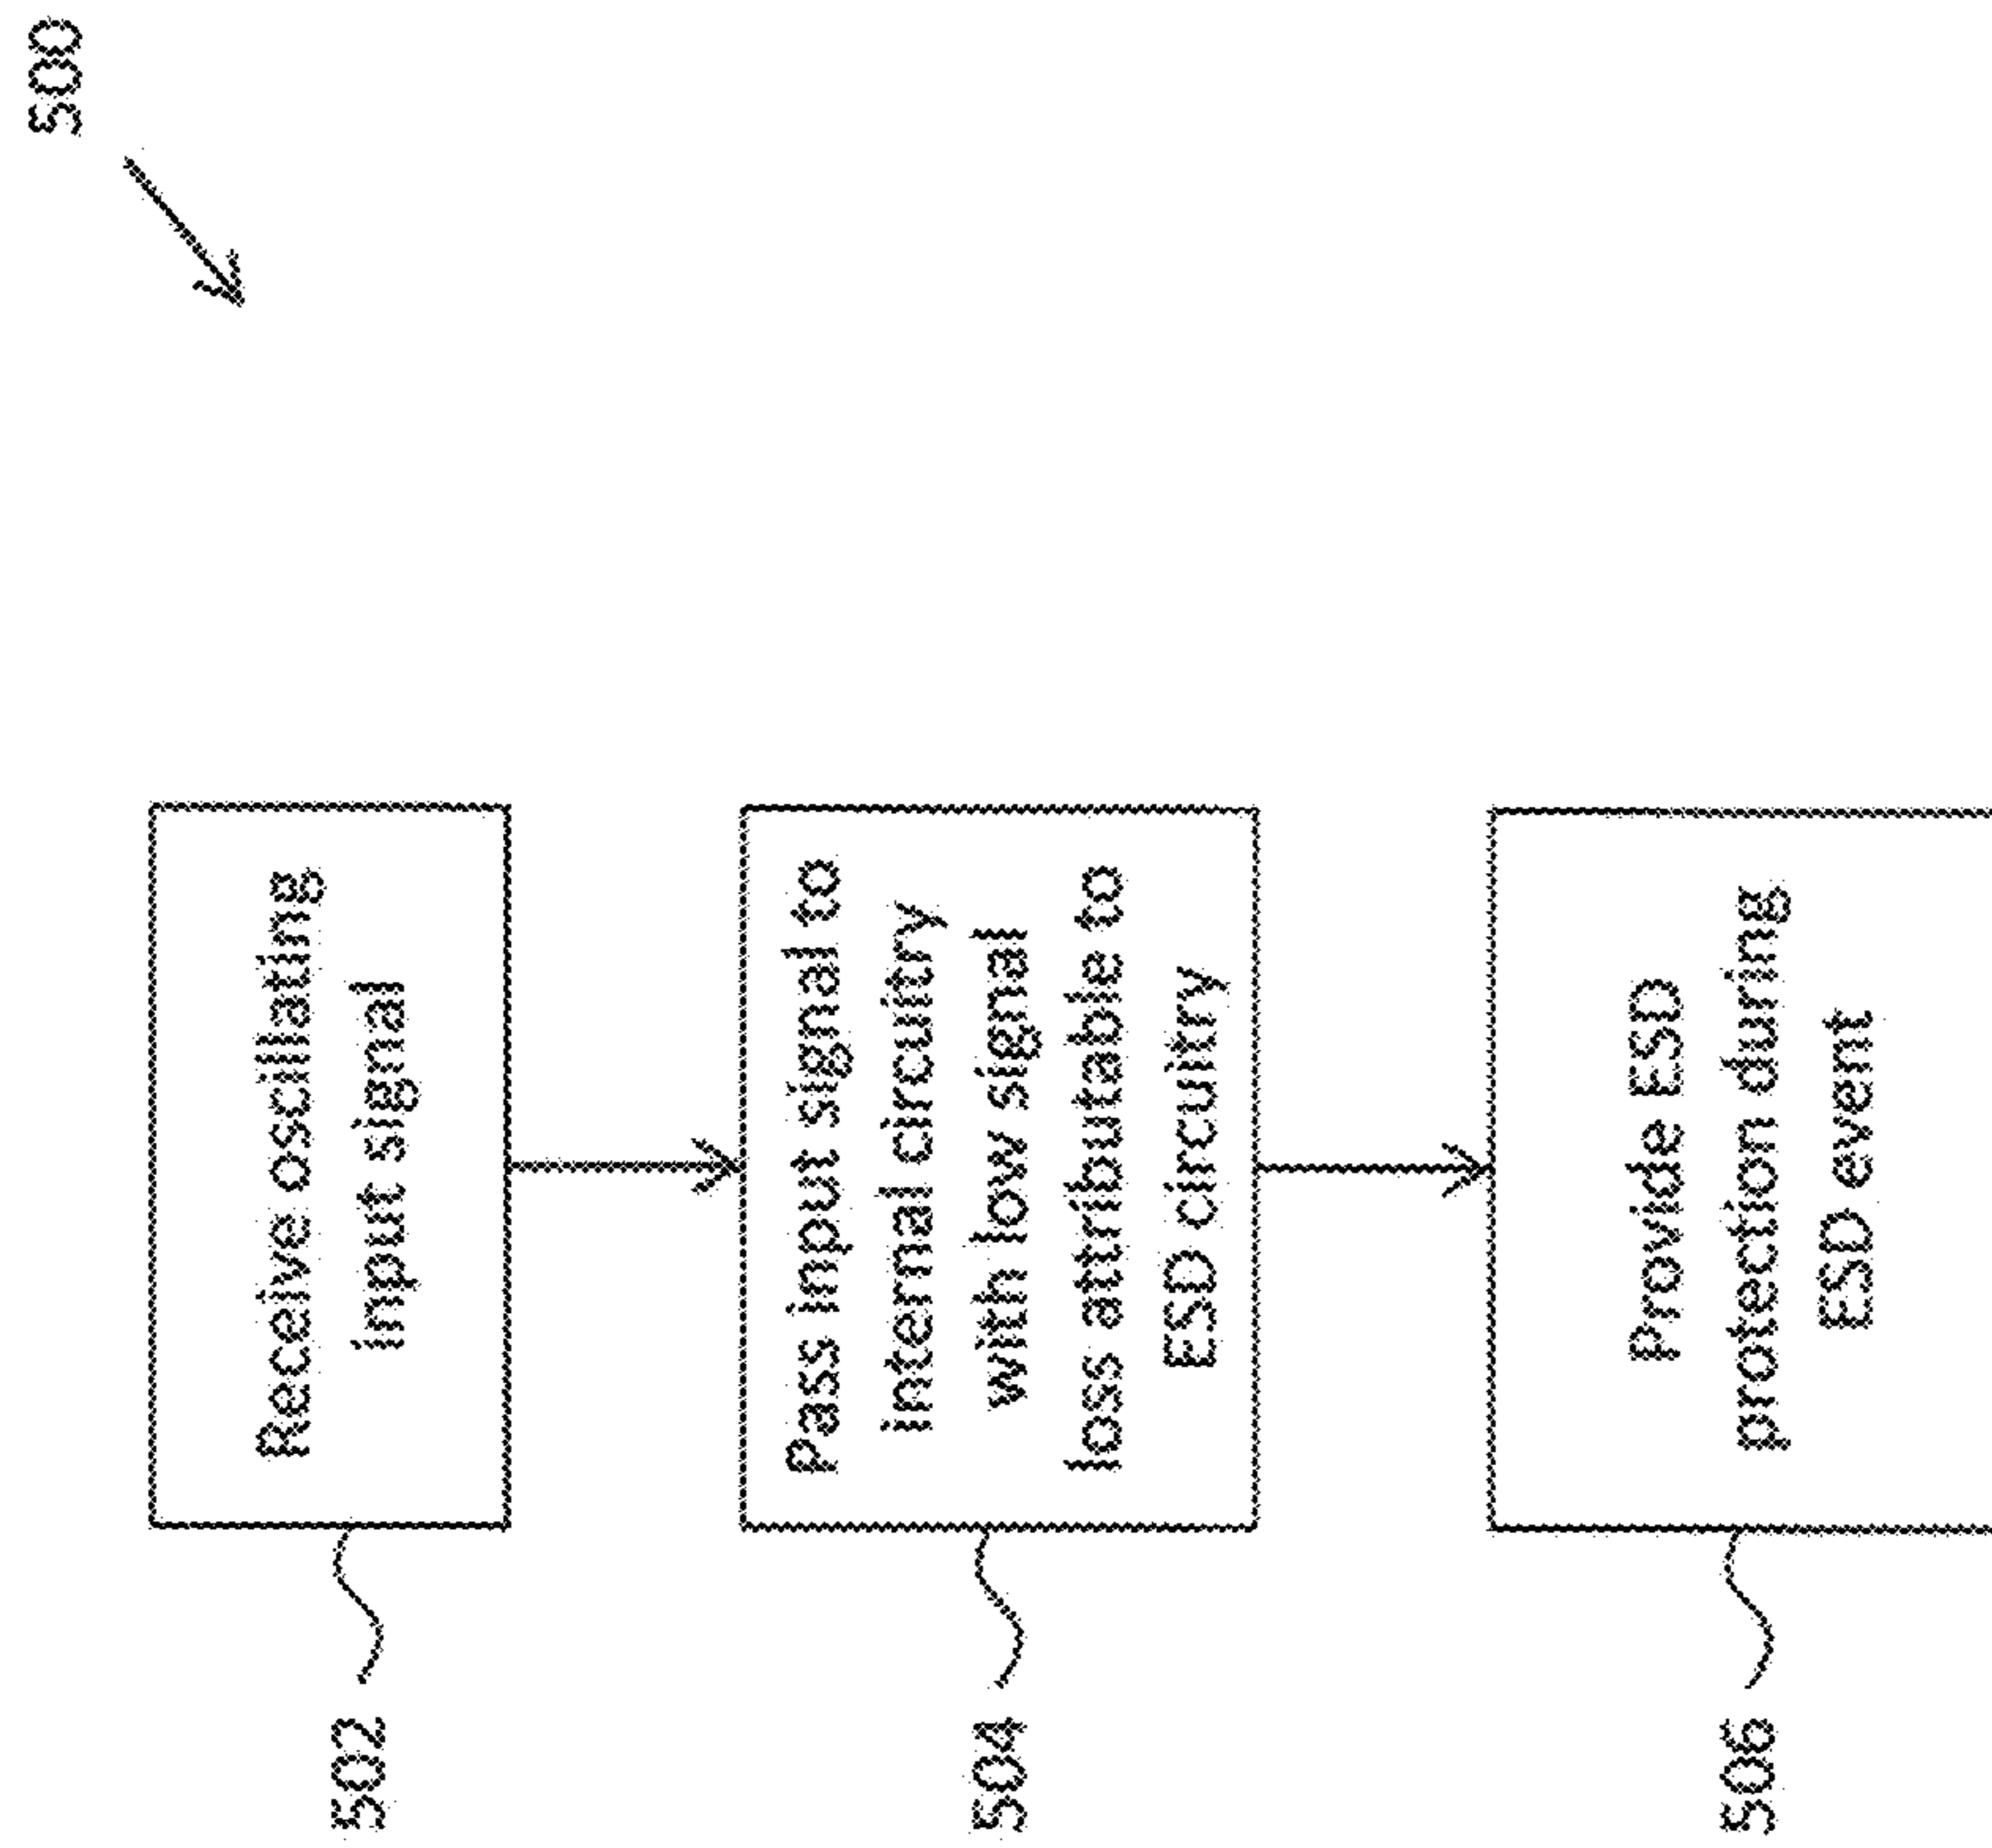 500
502
Receive oscillating
input signal
504
Pass input signal to
internal circuitry
with low signal
loss attributable to
ESD circuitry
506
Provide ESD
protection during
ESD event